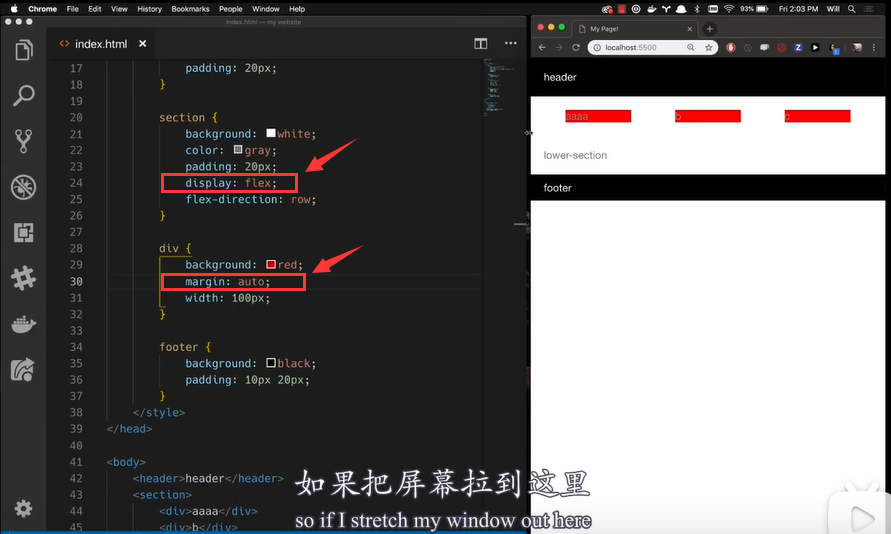 Chrome File Edit View History Bookmarks People Window Help
93% Fri 2:03 PM Will
index.html — my website
index.html
17 padding: 20px;
18 }
19
20 section {
21 background: white;
22 color: gray;
23 padding: 20px;
24 display: flex;
25 flex-direction: row;
26 }
27
28 div {
29 background: red;
30 margin: auto;
31 width: 100px;
32 }
33
34 footer {
35 background: black;
36 padding: 10px 20px;
37 }
38 </style>
39 </head>
40
41 <body>
42 <header>header</header>
43 <section>
44 <div>aaaa</div>
45 <div>b</div>
My Page!
localhost:5500
header
aaaa b c
lower-section
footer
如果把屏幕拉到这里
so if I stretch my window out here